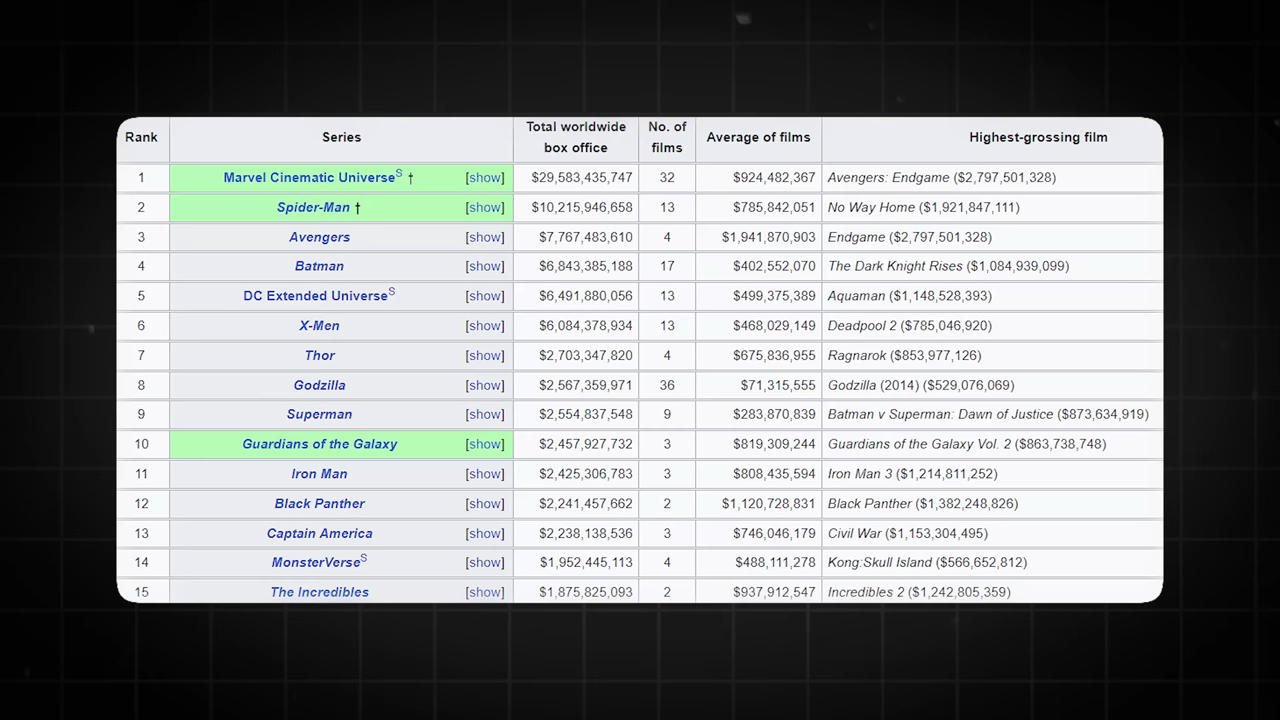 Rank Series Total worldwide box office No. of films Average of films Highest-grossing film
1 Marvel Cinematic Universe S † [show] $29,583,435,747 32 $924,482,367 Avengers: Endgame ($2,797,501,328)
2 Spider-Man † [show] $10,215,946,658 13 $785,842,051 No Way Home ($1,921,847,111)
3 Avengers [show] $7,767,483,610 4 $1,941,870,903 Endgame ($2,797,501,328)
4 Batman [show] $6,843,385,188 17 $402,552,070 The Dark Knight Rises ($1,084,939,099)
5 DC Extended Universe S [show] $6,491,880,056 13 $499,375,389 Aquaman ($1,148,528,393)
6 X-Men [show] $6,084,378,934 13 $468,029,149 Deadpool 2 ($785,046,920)
7 Thor [show] $2,703,347,820 4 $675,836,955 Ragnarok ($853,977,126)
8 Godzilla [show] $2,567,359,971 36 $71,315,555 Godzilla (2014) ($529,076,069)
9 Superman [show] $2,554,837,548 9 $283,870,839 Batman v Superman: Dawn of Justice ($873,634,919)
10 Guardians of the Galaxy [show] $2,457,927,732 3 $819,309,244 Guardians of the Galaxy Vol. 2 ($863,738,748)
11 Iron Man [show] $2,425,306,783 3 $808,435,594 Iron Man 3 ($1,214,811,252)
12 Black Panther [show] $2,241,457,662 2 $1,120,728,831 Black Panther ($1,382,248,826)
13 Captain America [show] $2,238,138,536 3 $746,046,179 Civil War ($1,153,304,495)
14 MonsterVerse S [show] $1,952,445,113 4 $488,111,278 Kong:Skull Island ($566,652,812)
15 The Incredibles [show] $1,875,825,093 2 $937,912,547 Incredibles 2 ($1,242,805,359)